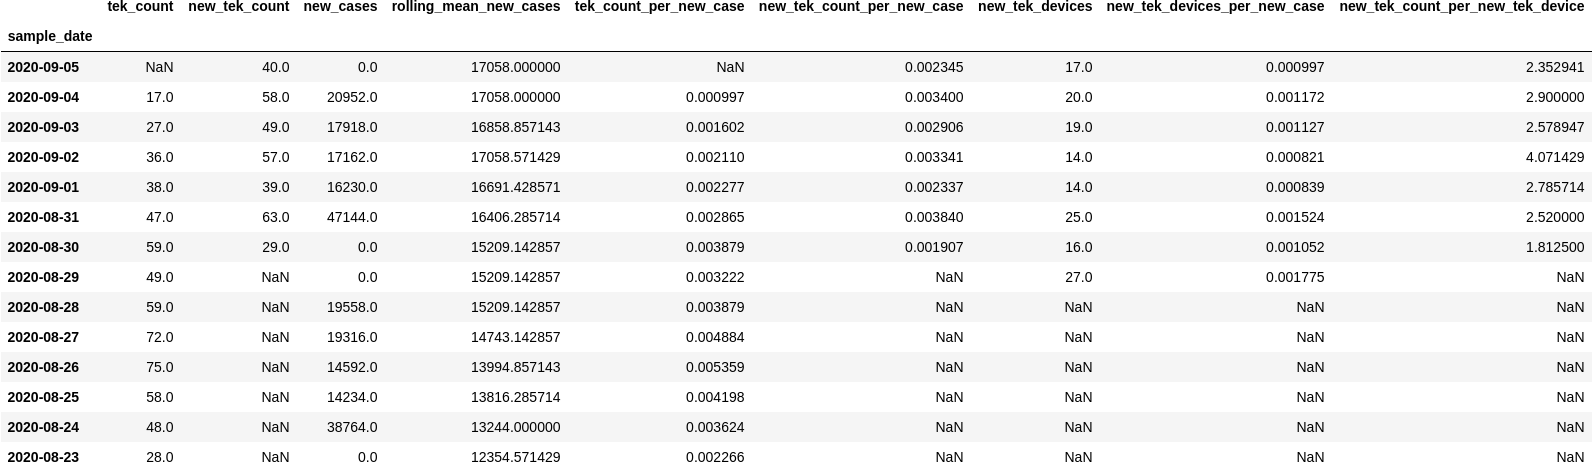 tek_count new_tek_count new_cases rolling_mean_new_cases tek_count_per_new_case new_tek_count_per_new_case new_tek_devices new_tek_devices_per_new_case new_tek_count_per_new_tek_device
sample_date
2020-09-05 NaN 40.0 0.0 17058.000000 NaN 0.002345 17.0 0.000997 2.352941
2020-09-04 17.0 58.0 20952.0 17058.000000 0.000997 0.003400 20.0 0.001172 2.900000
2020-09-03 27.0 49.0 17918.0 16858.857143 0.001602 0.002906 19.0 0.001127 2.578947
2020-09-02 36.0 57.0 17162.0 17058.571429 0.002110 0.003341 14.0 0.000821 4.071429
2020-09-01 38.0 39.0 16230.0 16691.428571 0.002277 0.002337 14.0 0.000839 2.785714
2020-08-31 47.0 63.0 47144.0 16406.285714 0.002865 0.003840 25.0 0.001524 2.520000
2020-08-30 59.0 29.0 0.0 15209.142857 0.003879 0.001907 16.0 0.001052 1.812500
2020-08-29 49.0 NaN 0.0 15209.142857 0.003222 NaN 27.0 0.001775 NaN
2020-08-28 59.0 NaN 19558.0 15209.142857 0.003879 NaN NaN NaN NaN
2020-08-27 72.0 NaN 19316.0 14743.142857 0.004884 NaN NaN NaN NaN
2020-08-26 75.0 NaN 14592.0 13994.857143 0.005359 NaN NaN NaN NaN
2020-08-25 58.0 NaN 14234.0 13816.285714 0.004198 NaN NaN NaN NaN
2020-08-24 48.0 NaN 38764.0 13244.000000 0.003624 NaN NaN NaN NaN
2020-08-23 28.0 NaN 0.0 12354.571429 0.002266 NaN NaN NaN NaN